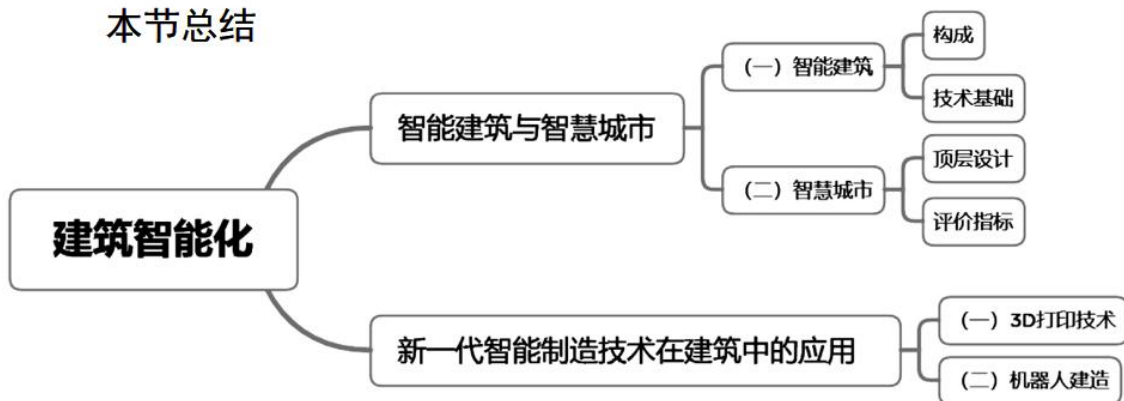 本节总结
建筑智能化
智能建筑与智慧城市
（一）智能建筑
构成
技术基础
（二）智慧城市
顶层设计
评价指标
新一代智能制造技术在建筑中的应用
（一）3D打印技术
（二）机器人建造